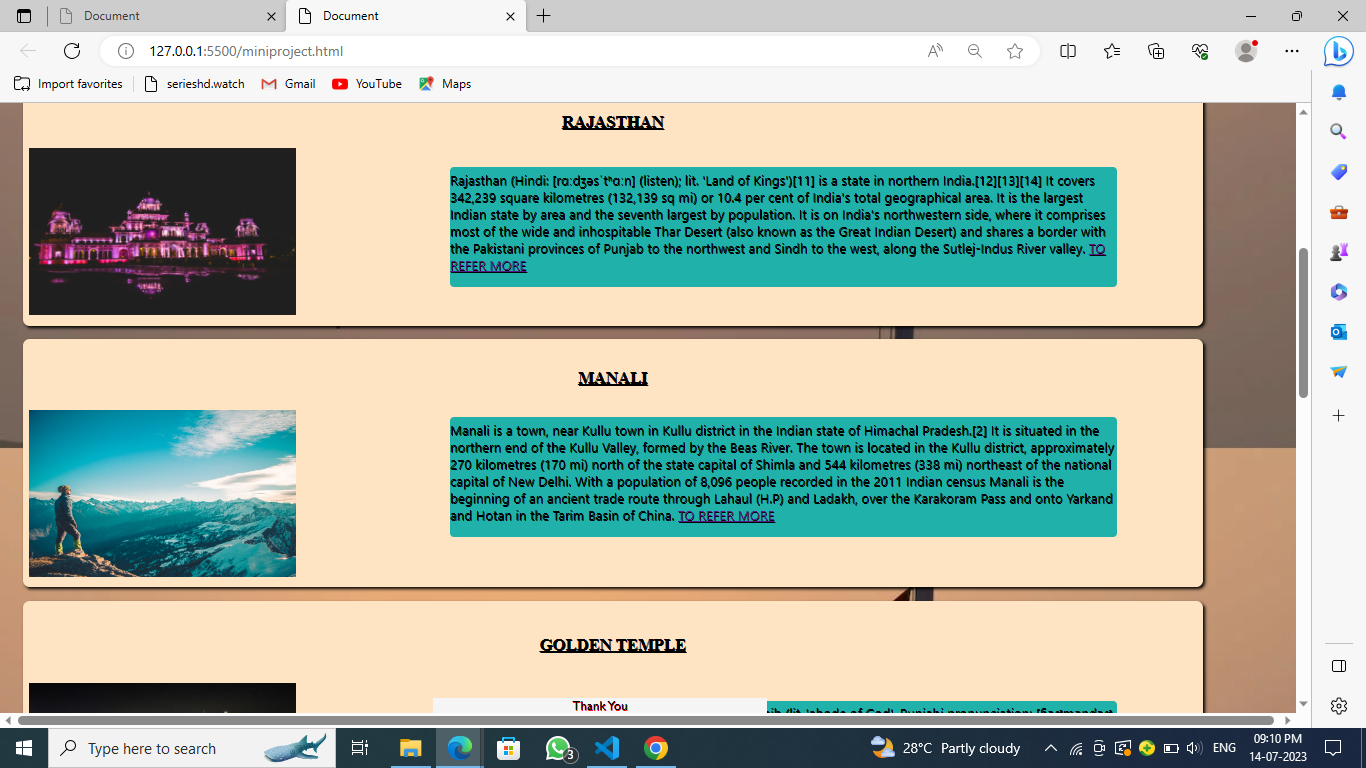 Document
Document
127.0.0.1:5500/miniproject.html
Import favorites
serieshd.watch
Gmail
YouTube
Maps
RAJASTHAN
Rajasthan (Hindi: [rɑːdʒəsˈtʰɑːn] (listen); lit. 'Land of Kings')[11] is a state in northern India.[12][13][14] It covers
342,239 square kilometres (132,139 sq mi) or 10.4 per cent of India's total geographical area. It is the largest
Indian state by area and the seventh largest by population. It is on India's northwestern side, where it comprises
most of the wide and inhospitable Thar Desert (also known as the Great Indian Desert) and shares a border with
the Pakistani provinces of Punjab to the northwest and Sindh to the west, along the Sutlej-Indus River valley. TO
REFER MORE
MANALI
Manali is a town, near Kullu town in Kullu district in the Indian state of Himachal Pradesh.[2] It is situated in the
northern end of the Kullu Valley, formed by the Beas River. The town is located in the Kullu district, approximately
270 kilometres (170 mi) north of the state capital of Shimla and 544 kilometres (338 mi) northeast of the national
capital of New Delhi. With a population of 8,096 people recorded in the 2011 Indian census Manali is the
beginning of an ancient trade route through Lahaul (H.P) and Ladakh, over the Karakoram Pass and onto Yarkand
and Hotan in the Tarim Basin of China. TO REFER MORE
GOLDEN TEMPLE
Thank You
(lit. 'abode of God', Punjabi pronunciation:
Type here to search
3
28°C Partly cloudy
ENG
09:10 PM
14-07-2023